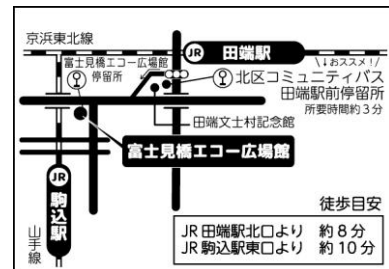 京浜東北線
JR 田端駅
\↓おススメ!/
富士見橋エコー広場館
停留所
北区コミュニティバス
田端駅前停留所
所要時間約3分
田端文士村記念館
富士見橋エコー広場館
JR 駒込駅
山手線
徒歩目安
JR田端駅北口より 約8分
JR駒込駅東口より 約10分